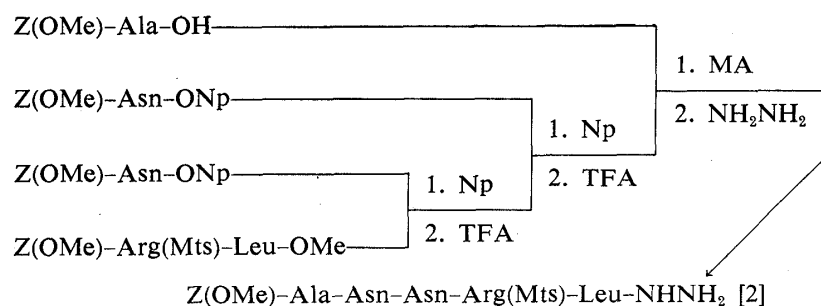 Z(OMe)–Ala–OH
1. MA
Z(OMe)–Asn–ONp
2. NH₂NH₂
1. Np
Z(OMe)–Asn–ONp
2. TFA
1. Np
2. TFA
Z(OMe)–Arg(Mts)–Leu–OMe
Z(OMe)–Ala–Asn–Asn–Arg(Mts)–Leu–NHNH₂ [2]